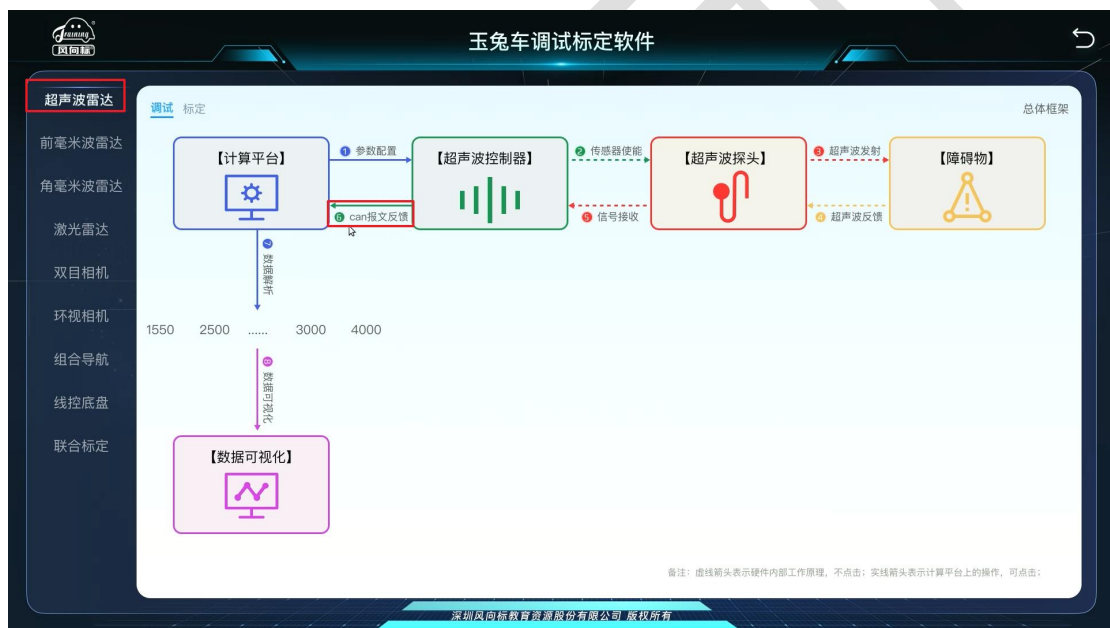 Training
风向标
玉兔车调试标定软件
超声波雷达
前毫米波雷达
角毫米波雷达
激光雷达
双目相机
环视相机
组合导航
线控底盘
联合标定
调试 标定
总体框架
【计算平台】
1 参数配置
【超声波控制器】
2 传感器使能
【超声波探头】
3 超声波发射
【障碍物】
6 can报文反馈
5 信号接收
4 超声波反馈
7 数据解析
1550 2500 ...... 3000 4000
8 数据可视化
【数据可视化】
备注:虚线箭头表示硬件内部工作原理,不点击;实线箭头表示计算平台上的操作,可点击;
深圳风向标教育资源股份有限公司 版权所有